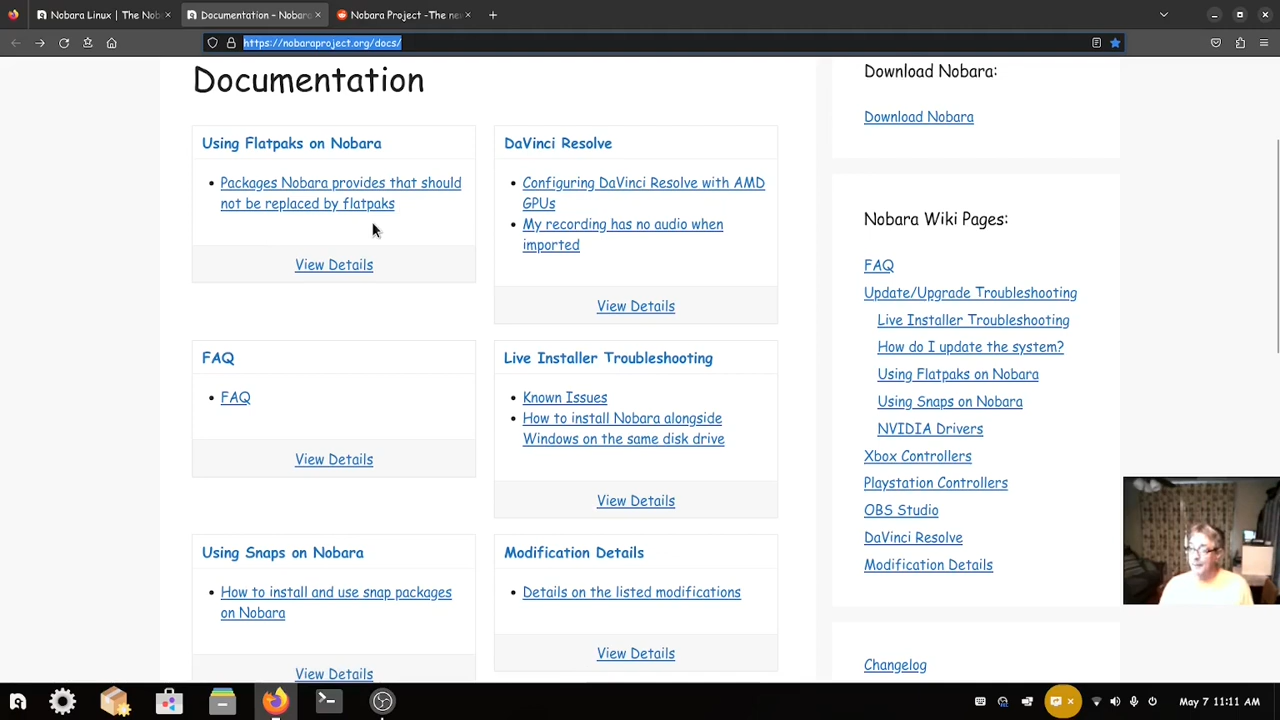 Nobara Linux | The Nob
Documentation - Nobar
Nobara Project -The ne
https://nobaraproject.org/docs/
Documentation
Using Flatpaks on Nobara
Packages Nobara provides that should
not be replaced by flatpaks
View Details
DaVinci Resolve
Configuring DaVinci Resolve with AMD
GPUs
My recording has no audio when
imported
View Details
FAQ
FAQ
View Details
Live Installer Troubleshooting
Known Issues
How to install Nobara alongside
Windows on the same disk drive
View Details
Using Snaps on Nobara
How to install and use snap packages
on Nobara
View Details
Modification Details
Details on the listed modifications
View Details
Download Nobara:
Download Nobara
Nobara Wiki Pages:
FAQ
Update/Upgrade Troubleshooting
Live Installer Troubleshooting
How do I update the system?
Using Flatpaks on Nobara
Using Snaps on Nobara
NVIDIA Drivers
Xbox Controllers
Playstation Controllers
OBS Studio
DaVinci Resolve
Modification Details
Changelog
May 7 11:11 AM